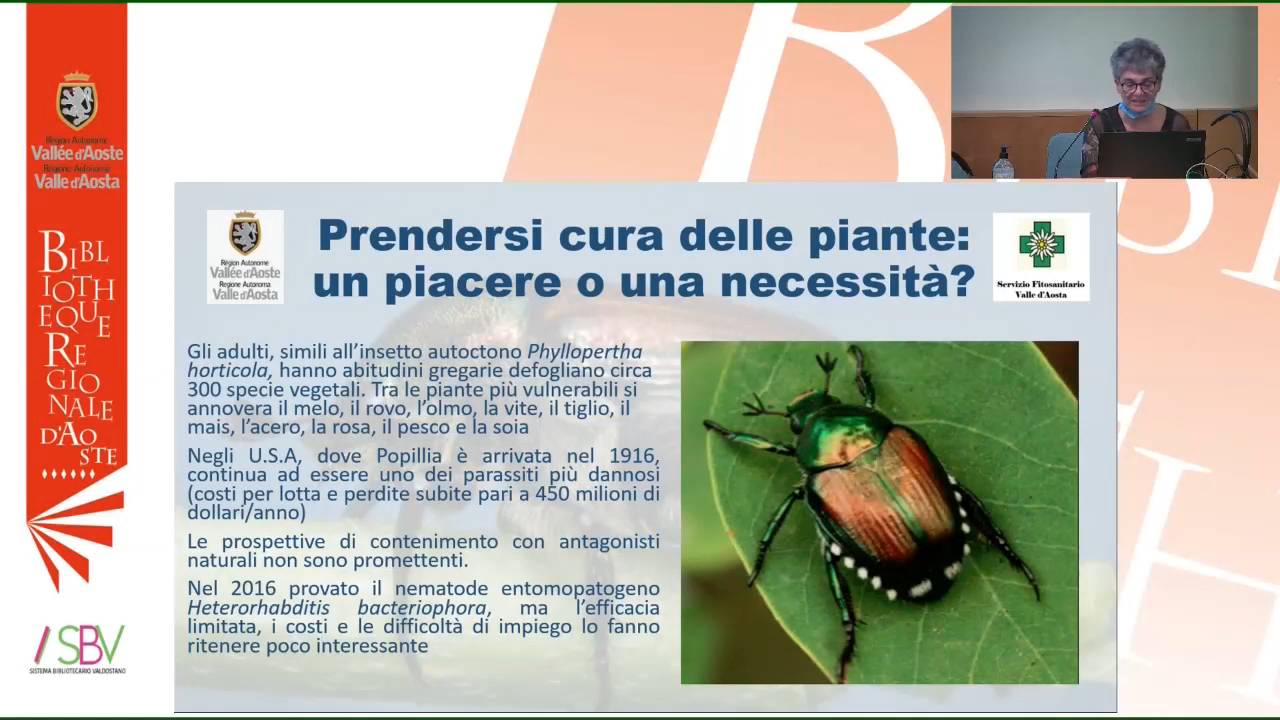 Région Autonome
Vallée d'Aoste
Regione Autonoma
Valle d'Aosta
BIBL
IOTH
EQUE
RE
GIO
NALE
D'AO
STE
SBV
SISTEMA BIBLIOTECARIO VALDOSTANO
Région Autonome
Vallée d'Aoste
Regione Autonoma
Valle d'Aosta
Prendersi cura delle piante:
un piacere o una necessità?
Servizio Fitosanitario
Valle d'Aosta
Gli adulti, simili all'insetto autoctono Phyllopertha
horticola, hanno abitudini gregarie defogliano circa
300 specie vegetali. Tra le piante più vulnerabili si
annovera il melo, il rovo, l'olmo, la vite, il tiglio, il
mais, l'acero, la rosa, il pesco e la soia
Negli U.S.A, dove Popillia è arrivata nel 1916,
continua ad essere uno dei parassiti più dannosi
(costi per lotta e perdite subite pari a 450 milioni di
dollari/anno)
Le prospettive di contenimento con antagonisti
naturali non sono promettenti.
Nel 2016 provato il nematode entomopatogeno
Heterorhabditis bacteriophora, ma l'efficacia
limitata, i costi e le difficoltà di impiego lo fanno
ritenere poco interessante